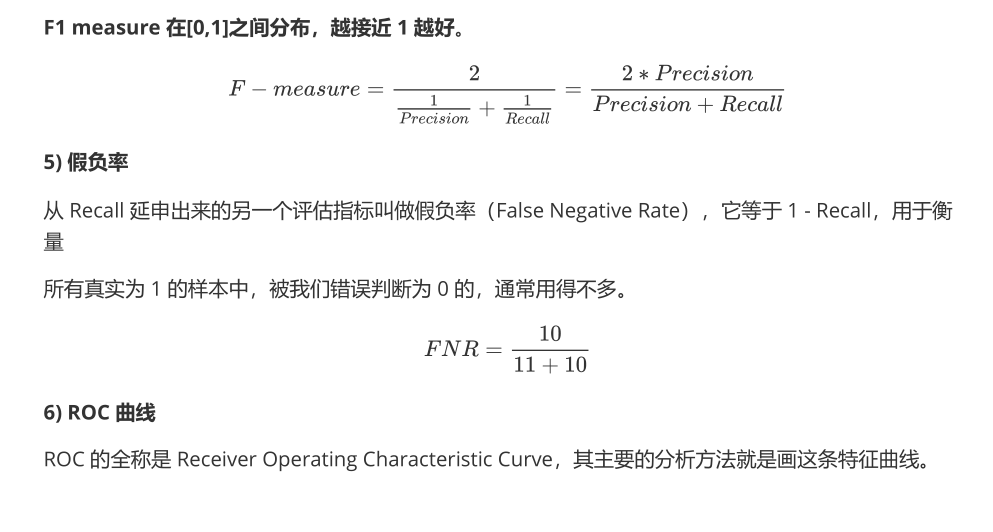 F1 measure 在[0,1]之间分布，越接近 1 越好。
F − measure = \frac{2}{\frac{1}{Precision} + \frac{1}{Recall}} = \frac{2 * Precision}{Precision + Recall}
5) 假负率
从 Recall 延申出来的另一个评估指标叫做假负率（False Negative Rate），它等于 1 - Recall，用于衡
量
所有真实为 1 的样本中，被我们错误判断为 0 的，通常用得不多。
FNR = \frac{10}{11 + 10}
6) ROC 曲线
ROC 的全称是 Receiver Operating Characteristic Curve，其主要的分析方法就是画这条特征曲线。